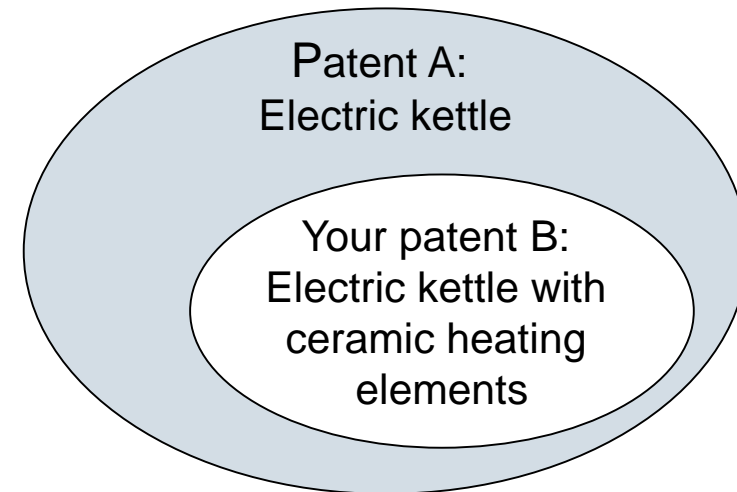 Patent A:
Electric kettle
Your patent B:
Electric kettle with
ceramic heating
elements